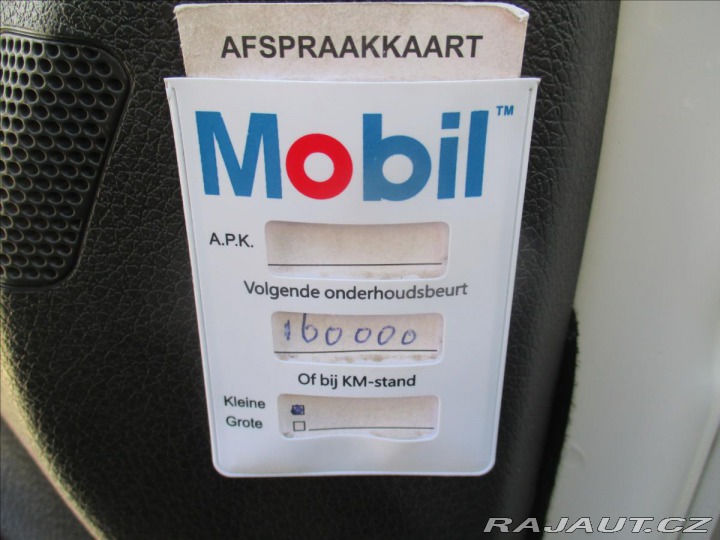 AFSPRAAKKAART
Mobil™
A.P.K.
Volgende onderhoudsbeurt
160000
Of bij KM-stand
Kleine
Grote
RAJAUT.CZ